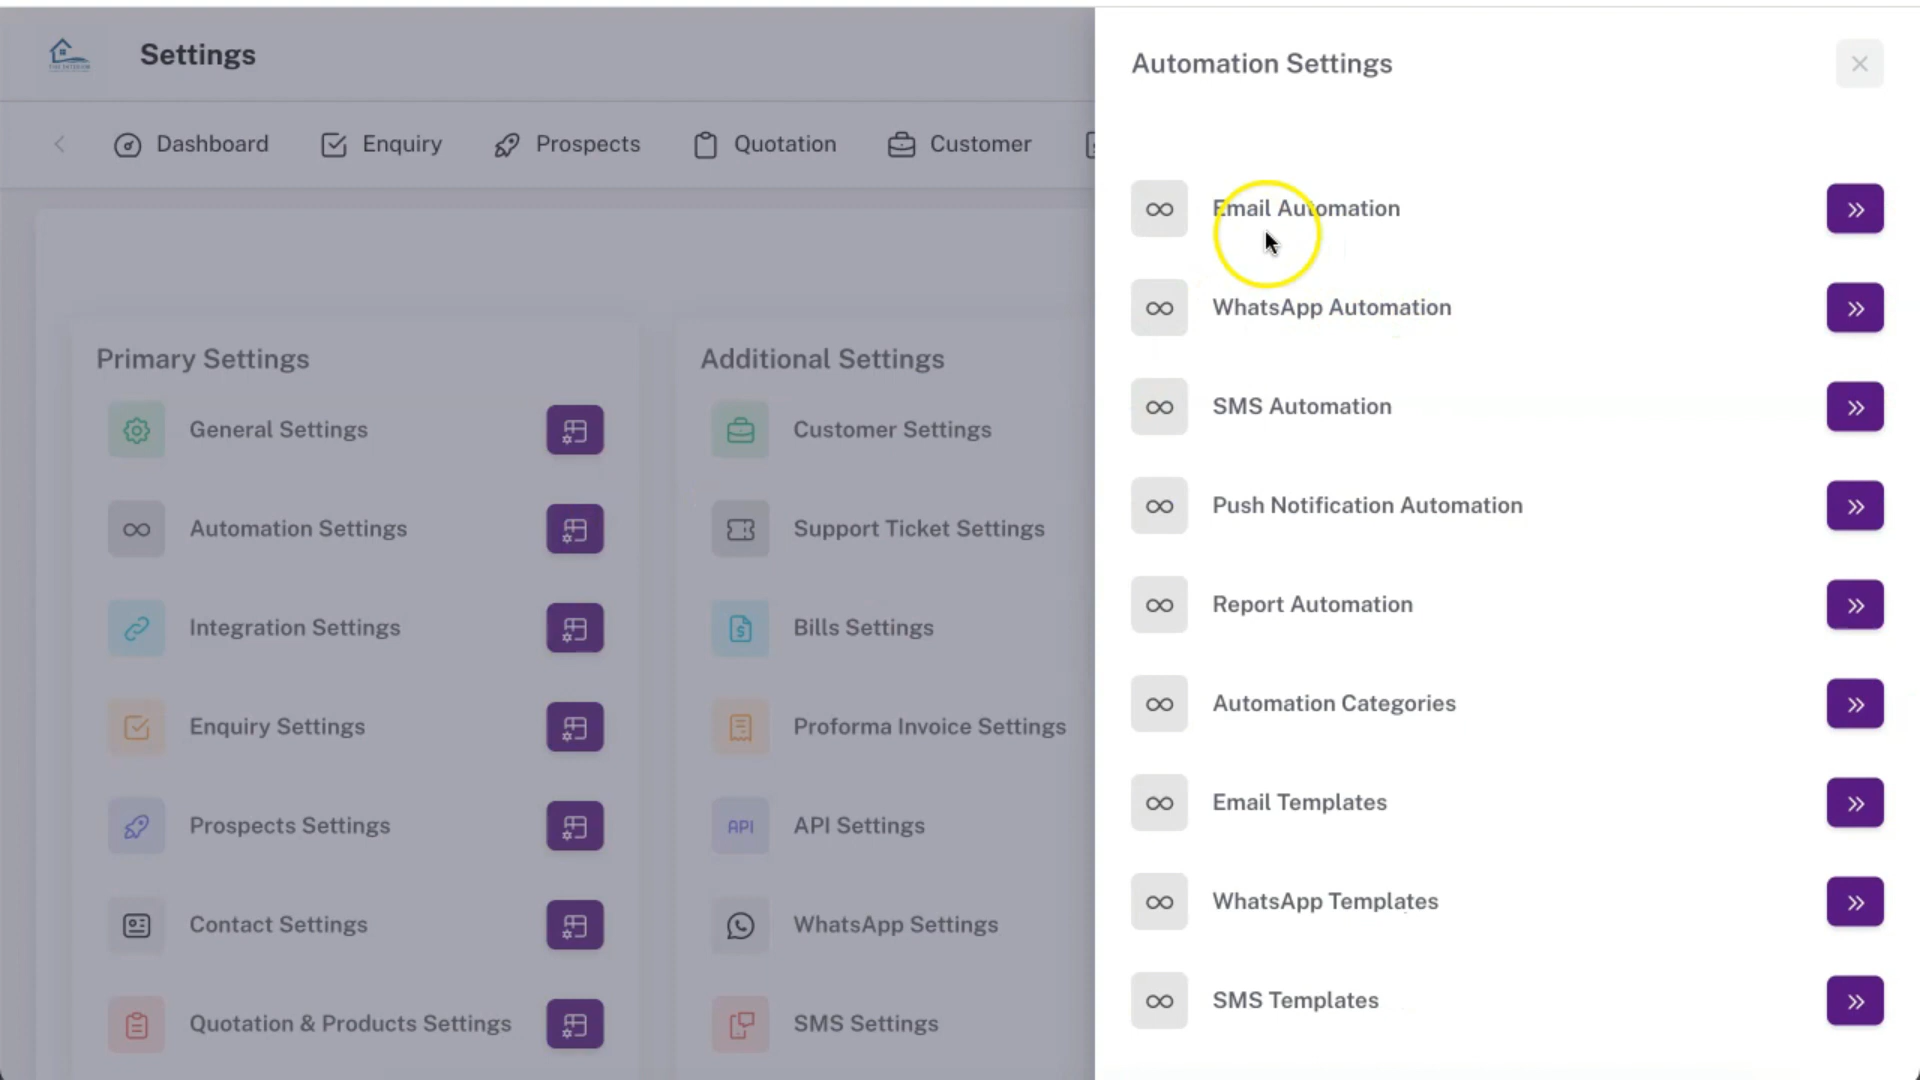 Settings
Dashboard
Enquiry
Prospects
Quotation
Customer
Primary Settings
General Settings
Automation Settings
Integration Settings
Enquiry Settings
Prospects Settings
Contact Settings
Quotation & Products Settings
Additional Settings
Customer Settings
Support Ticket Settings
Bills Settings
Proforma Invoice Settings
API
API Settings
WhatsApp Settings
SMS Settings
Automation Settings
Email Automation
WhatsApp Automation
SMS Automation
Push Notification Automation
Report Automation
Automation Categories
Email Templates
WhatsApp Templates
SMS Templates